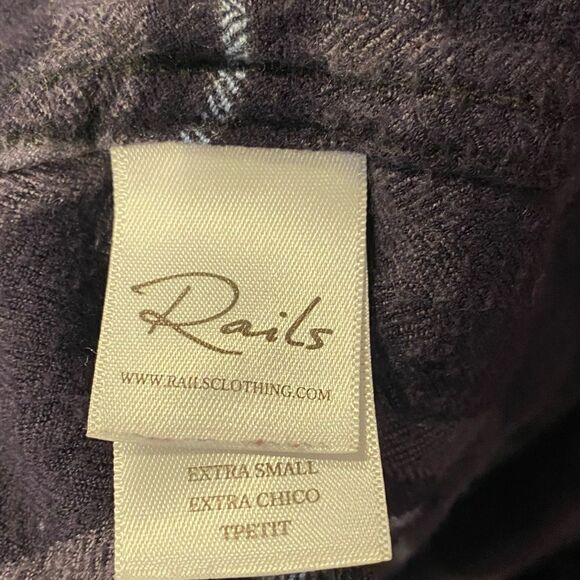 Rails
WWW.RAILSCLOTHING.COM
EXTRA SMALL
EXTRA CHICO
TPETIT